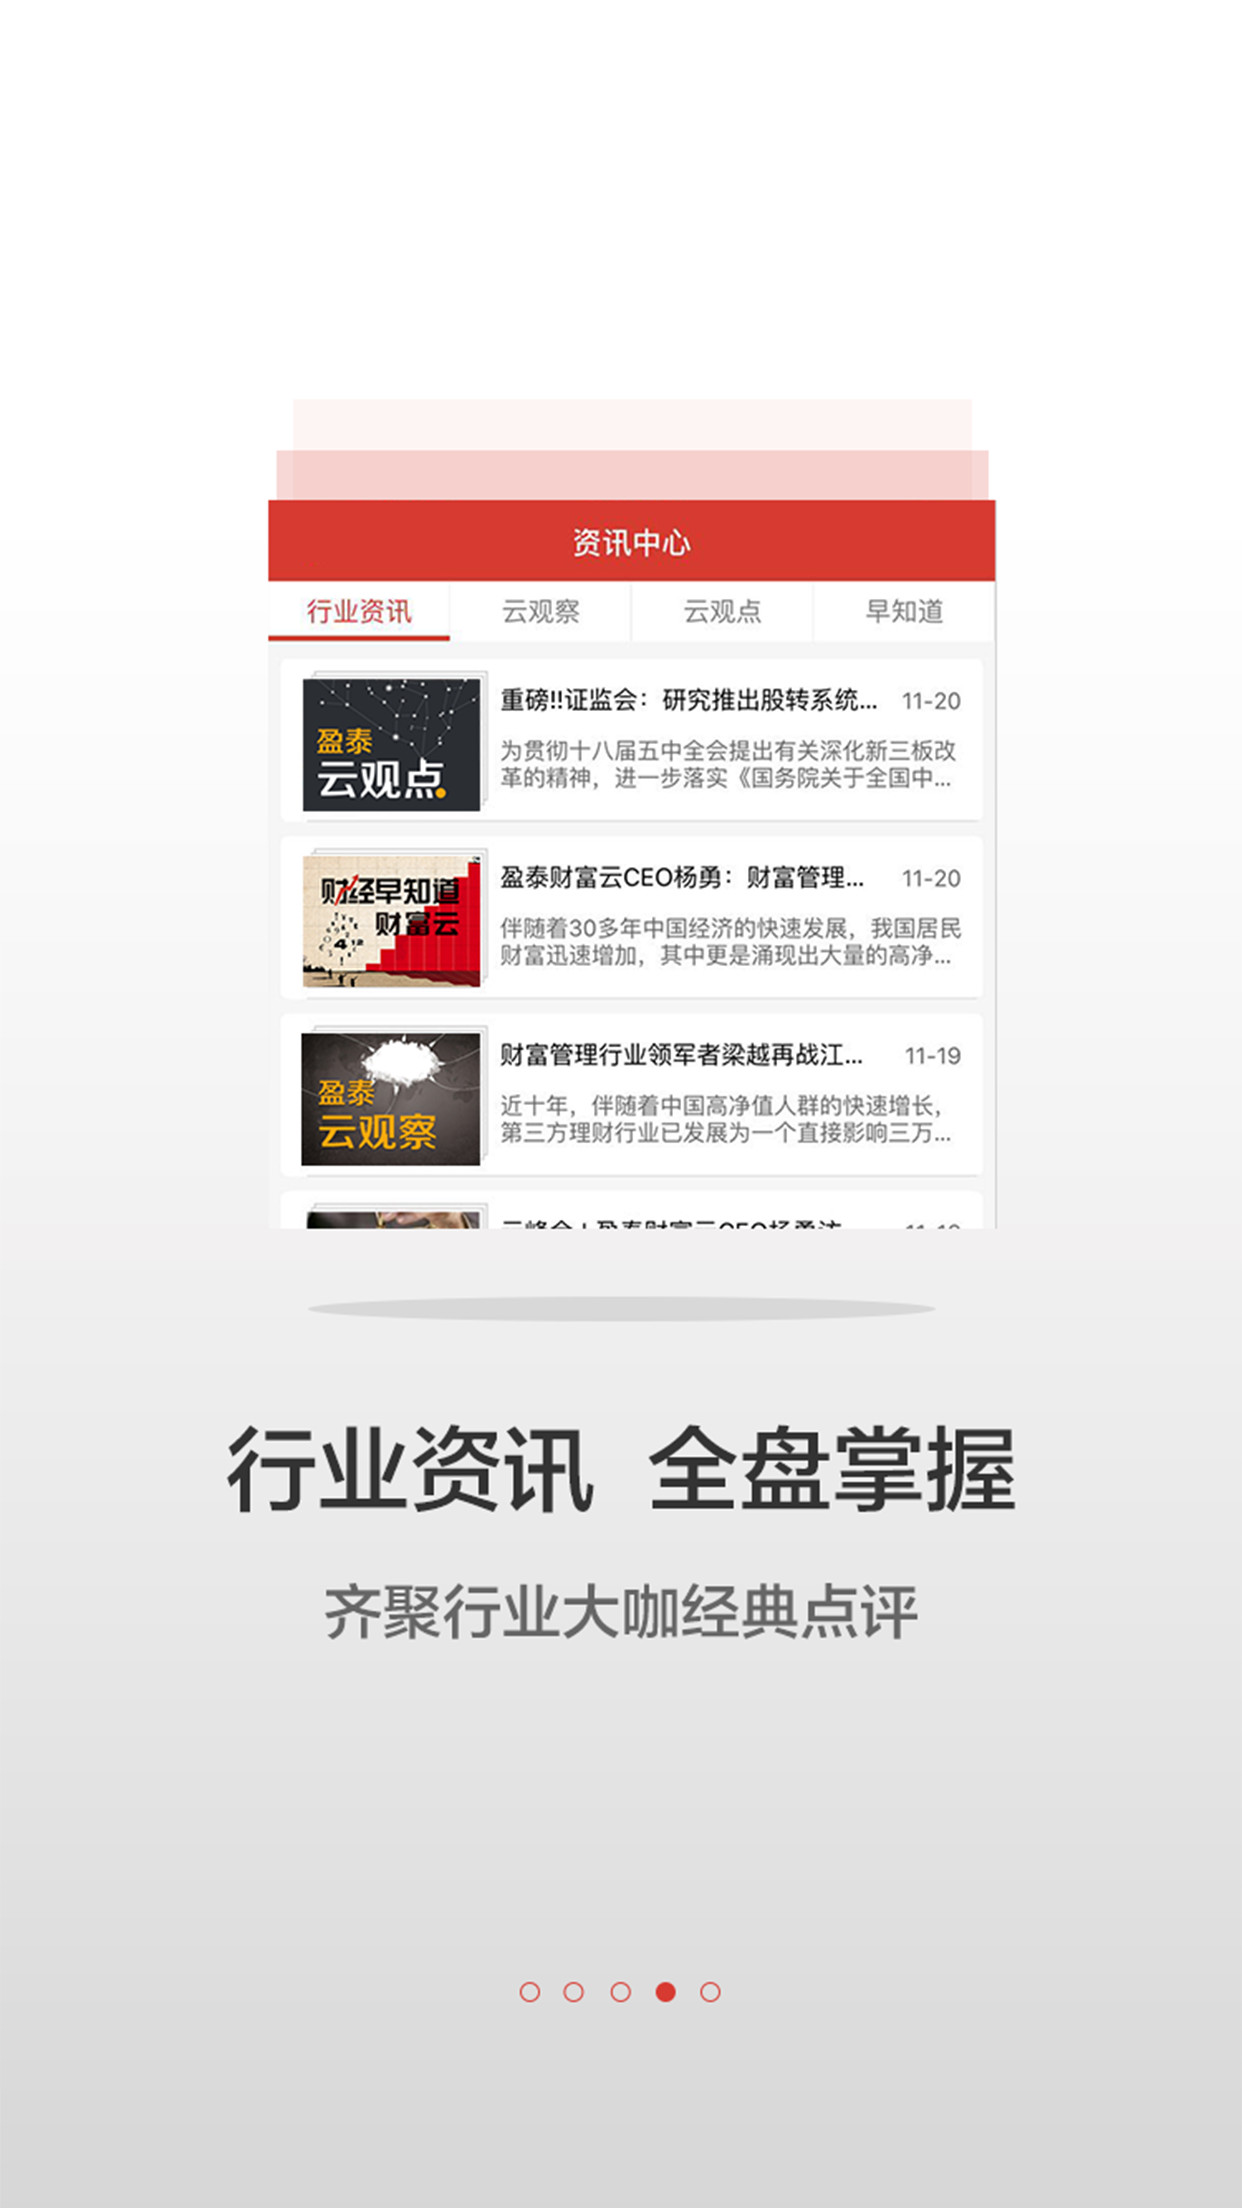 资讯中心
行业资讯 云观察 云观点 早知道
盈泰
云观点
重磅!!证监会：研究推出股转系统... 11-20
为贯彻十八届五中全会提出有关深化新三板改
革的精神，进一步落实《国务院关于全国中...
财经早知道
财富云
盈泰财富云CEO杨勇：财富管理... 11-20
伴随着30多年中国经济的快速发展，我国居民
财富迅速增加，其中更是涌现出大量的高净...
盈泰
云观察
财富管理行业领军者梁越再战江... 11-19
近十年，伴随着中国高净值人群的快速增长，
第三方理财行业已发展为一个直接影响三万...
行业资讯 全盘掌握
齐聚行业大咖经典点评